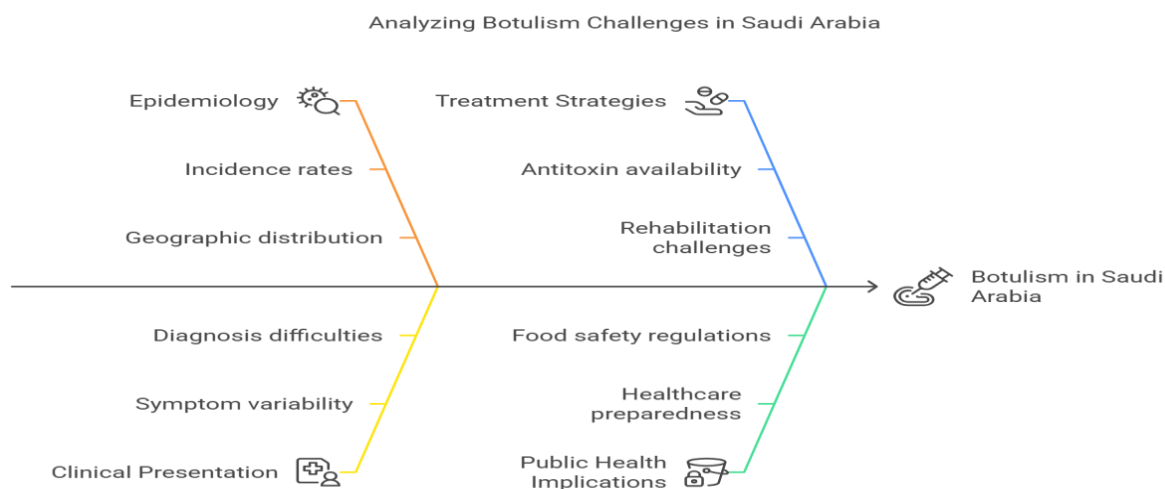 Analyzing Botulism Challenges in Saudi Arabia
Epidemiology
Incidence rates
Geographic distribution
Treatment Strategies
Antitoxin availability
Rehabilitation
challenges
Botulism in Saudi
Arabia
Diagnosis difficulties
Symptom variability
Clinical Presentation
Food safety regulations
Healthcare
preparedness
Public Health
Implications